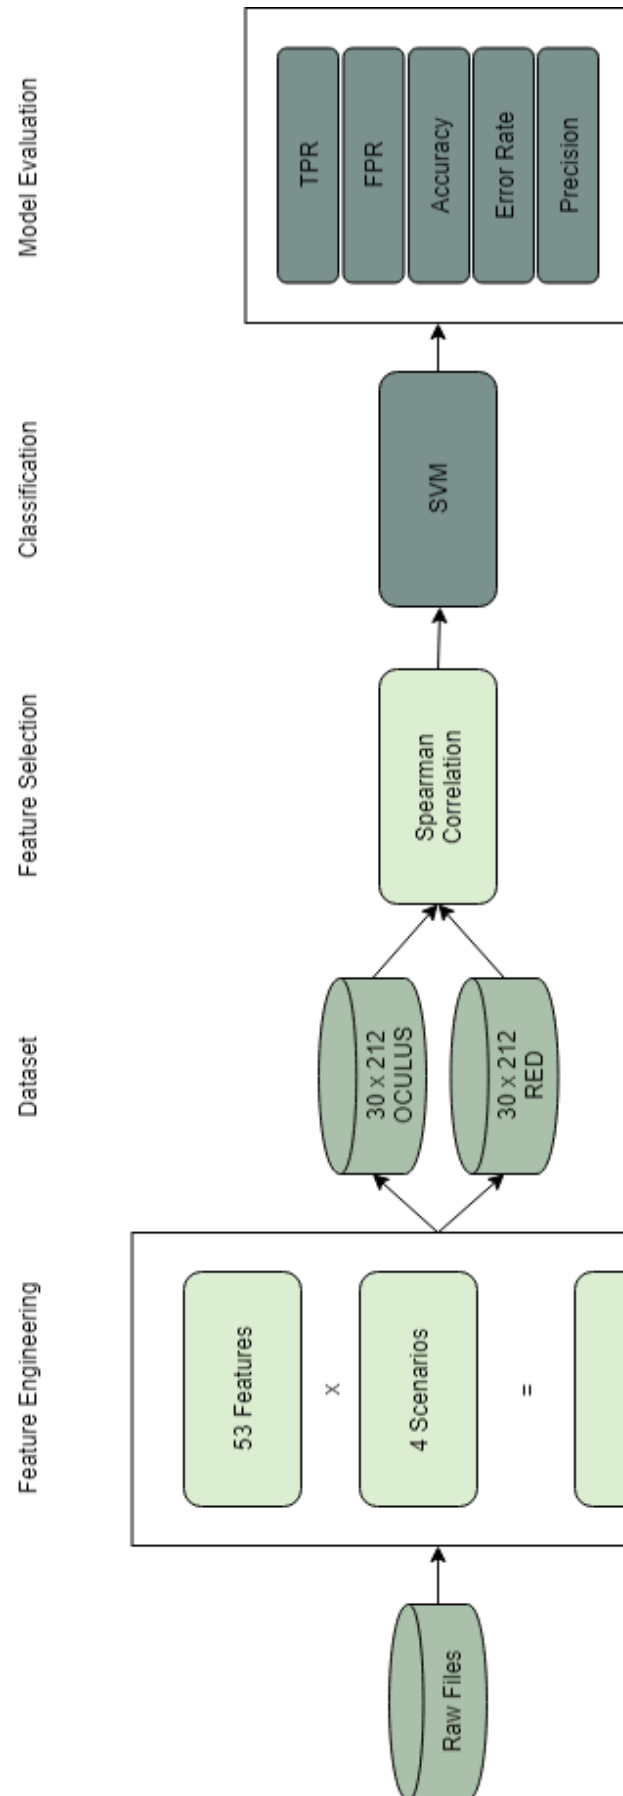 Feature Engineering
Dataset
Feature Selection
Classification
Model Evaluation
Raw Files
53 Features
x
4 Scenarios
=
30 x 212
OCULUS
30 x 212
RED
Spearman
Correlation
SVM
TPR
FPR
Accuracy
Error Rate
Precision